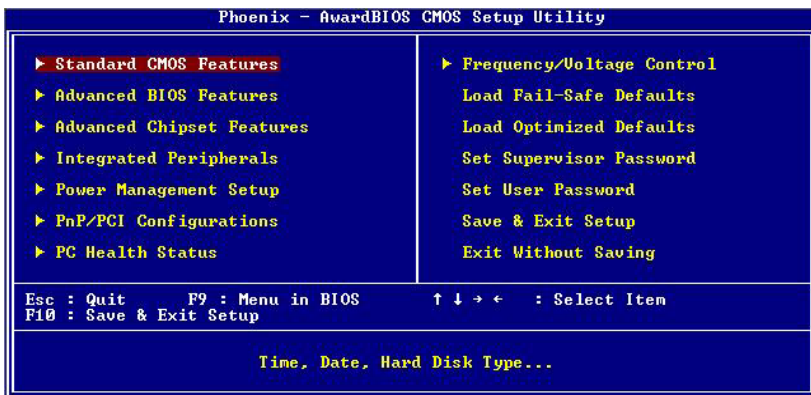 Phoenix - AwardBIOS CMOS Setup Utility
Standard CMOS Features
Advanced BIOS Features
Advanced Chipset Features
Integrated Peripherals
Power Management Setup
PnP/PCI Configurations
PC Health Status
Frequency/Voltage Control
Load Fail-Safe Defaults
Load Optimized Defaults
Set Supervisor Password
Set User Password
Save & Exit Setup
Exit Without Saving
Esc : Quit F9 : Menu in BIOS ↑ ↓ → ← : Select Item
F10 : Save & Exit Setup
Time, Date, Hard Disk Type...